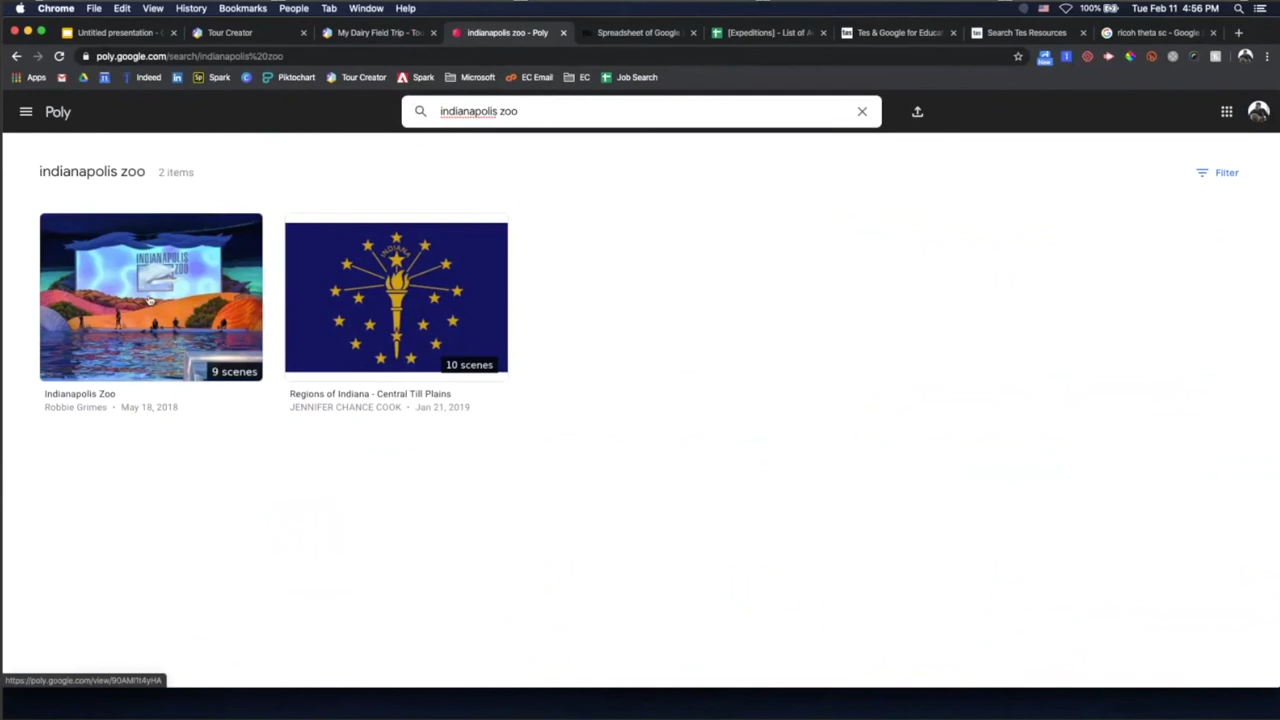 Chrome File Edit View History Bookmarks People Tab Window Help 100% Tue Feb 11 4:56 PM
Untitled presentation - Tour Creator My Dairy Field Trip - Tou indianapolis zoo - Poly Spreadsheet of Google [Expeditions] - List of A Tes & Google for Educa Search Tes Resources ricoh theta sc - Google
poly.google.com/search/indianapolis%20zoo
New
Apps Indeed Spark Piktochart Tour Creator Spark Microsoft EC Email EC Job Search
Poly indianapolis zoo
indianapolis zoo 2 items Filter
INDIANAPOLIS
ZOO
INDIANA
9 scenes
10 scenes
Indianapolis Zoo
Robbie Grimes • May 18, 2018
Regions of Indiana - Central Till Plains
JENNIFER CHANCE COOK • Jan 21, 2019